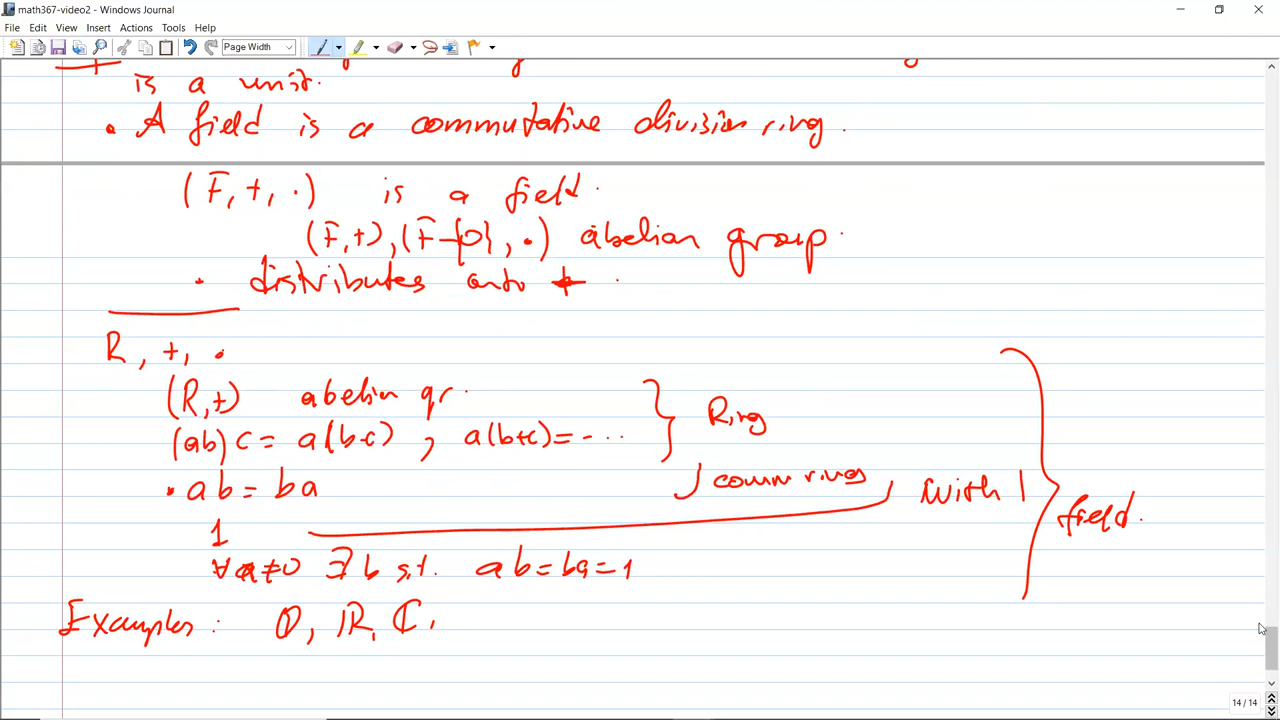 math367-video2 - Windows Journal
File Edit View Insert Actions Tools Help
Page Width
is a unit.
• A field is a commutative division ring.
(F, +, ·) is a field.
(F, +), (F-{0}, ·) abelian group.
· distributes onto + .
R, +, ·
(R, +) abelian gr.
(ab)c = a(bc) , a(b+c) = -... } Ring
• ab = ba comm ring with 1
1
∀a≠0 ∃b s.t. ab=ba=1
field.
Examples: Q, R, C,
14 / 14